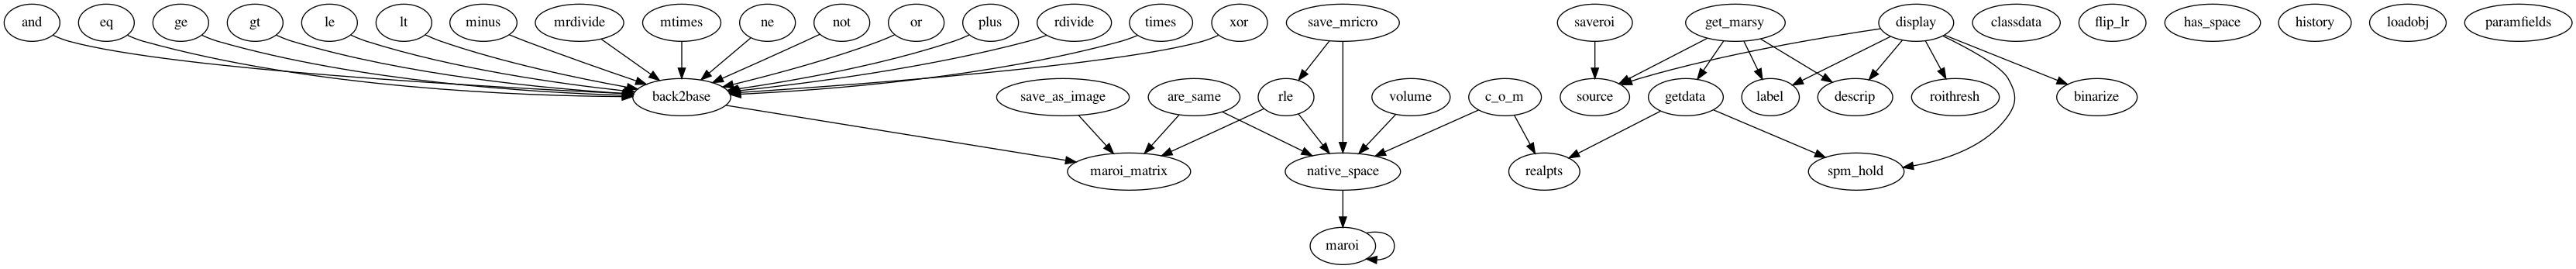 and eq ge gt le lt minus mrdivide mtimes ne not or plus rdivide times xor save_mricro saveroi get_marsy display classdata flip_lr has_space history loadobj paramfields
back2base save_as_image are_same rle volume c_o_m source getdata label descrip roithresh binarize
maroi_matrix native_space realpts spm_hold
maroi